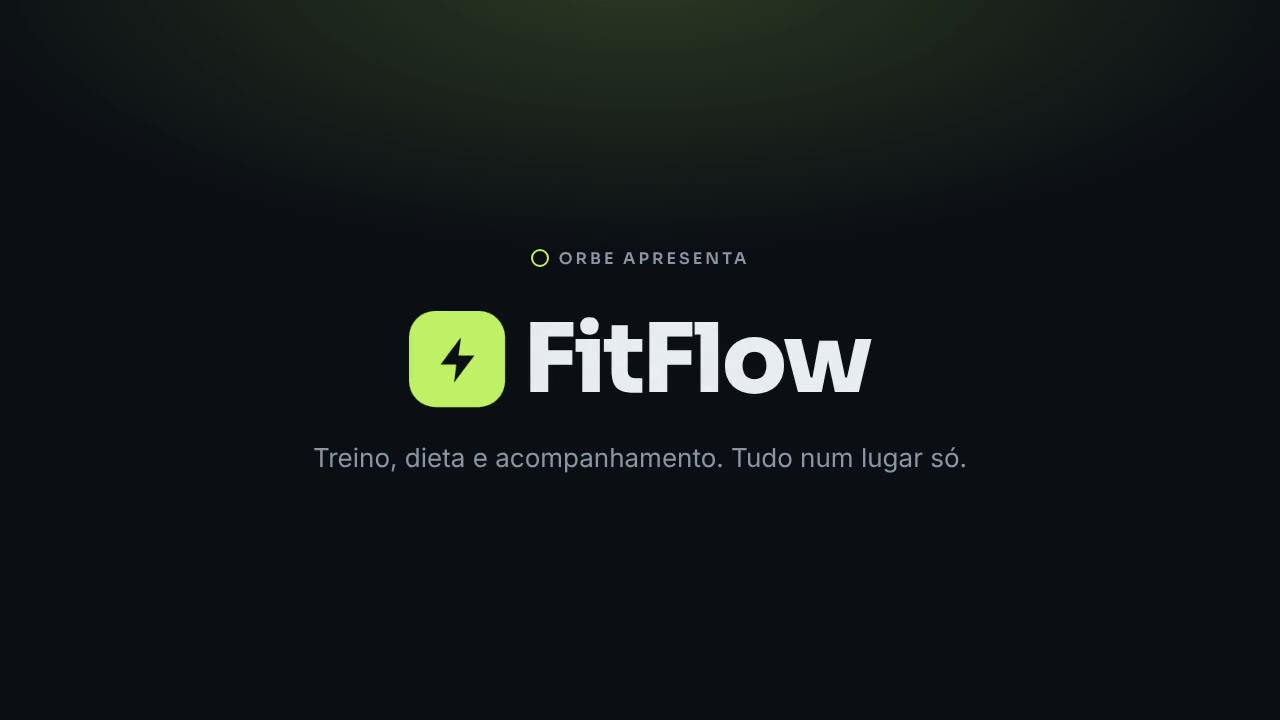 ORBE APRESENTA
FitFlow
Treino, dieta e acompanhamento. Tudo num lugar só.